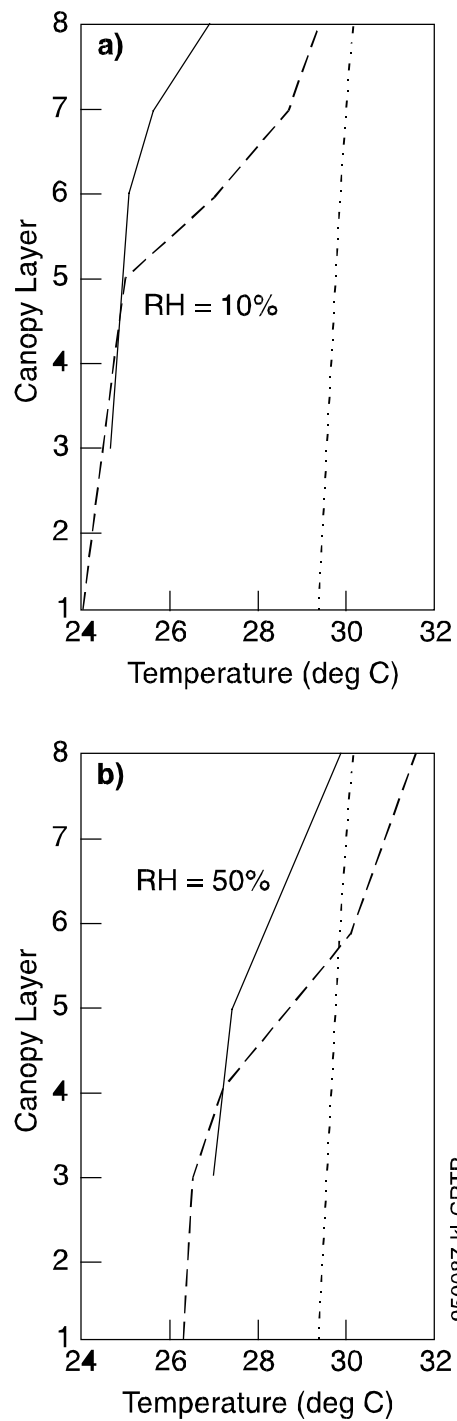 a)
8
7
6
5
4
3
2
1
Canopy Layer
RH = 10%
24 26 28 30 32
Temperature (deg C)
b)
8
7
6
5
4
3
2
1
Canopy Layer
RH = 50%
24 26 28 30 32
Temperature (deg C)